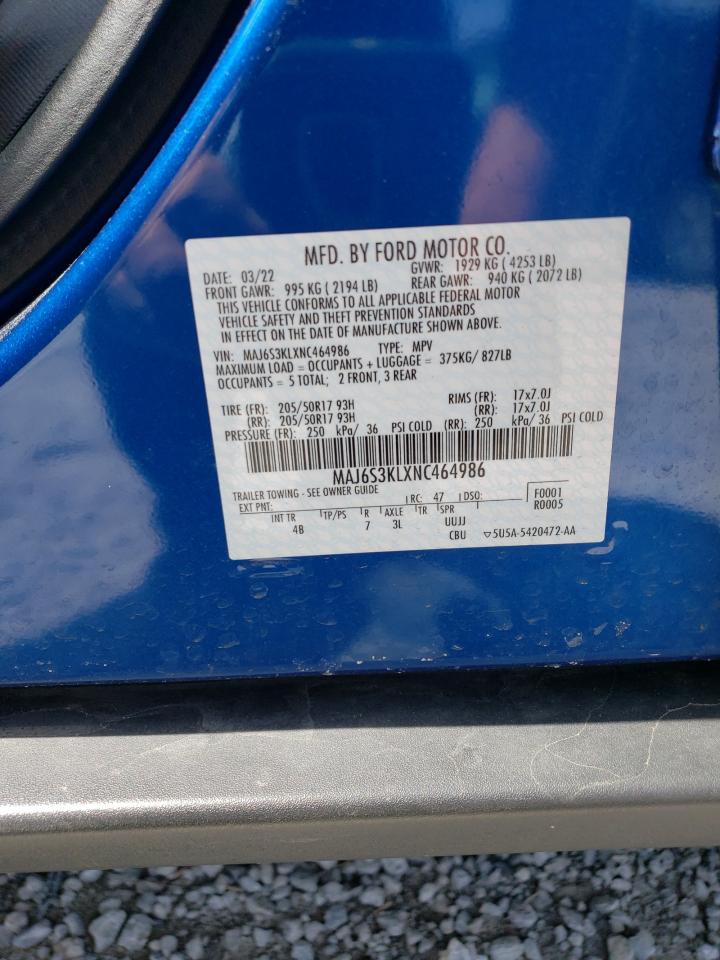 MFD. BY FORD MOTOR CO.
DATE: 03/22 GVWR: 1929 KG ( 4253 LB)
FRONT GAWR: 995 KG ( 2194 LB) REAR GAWR: 940 KG ( 2072 LB)
THIS VEHICLE CONFORMS TO ALL APPLICABLE FEDERAL MOTOR
VEHICLE SAFETY AND THEFT PREVENTION STANDARDS
IN EFFECT ON THE DATE OF MANUFACTURE SHOWN ABOVE.
VIN: MAJ6S3KLXNC464986 TYPE: MPV
MAXIMUM LOAD = OCCUPANTS + LUGGAGE = 375KG/ 827LB
OCCUPANTS = 5 TOTAL; 2 FRONT, 3 REAR
TIRE (FR): 205/50R17 93H RIMS (FR): 17x7.0J
(RR): 205/50R17 93H (RR): 17x7.0J
PRESSURE (FR): 250 kPa/ 36 PSI COLD (RR): 250 kPa/ 36 PSI COLD
MAJ6S3KLXNC464986
TRAILER TOWING - SEE OWNER GUIDE
EXT PNT: RC: 47 DSO: F0001
R0005
INT TR TP/PS R AXLE TR SPR
4B 7 3L UUJJ
CBU 5U5A-5420472-AA